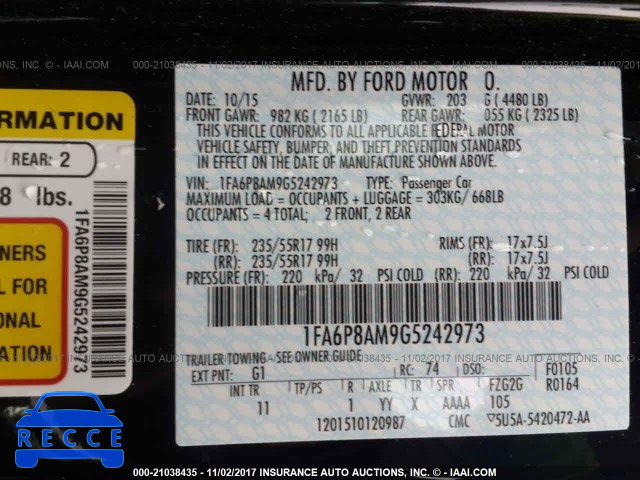 000-21038435 - 11/02/2017 INSURANCE AUTO AUCTIONS - © IAAI.COM
© - IAAI.COM
MFD. BY FORD MOTOR O.
DATE: 10/15 GVWR: 203 G ( 4480 LB)
FRONT GAWR: 982 KG ( 2165 LB) REAR GAWR: 055 KG ( 2325 LB)
THIS VEHICLE CONFORMS TO ALL APPLICABLE FEDERAL MOTOR
VEHICLE SAFETY, BUMPER, AND THEFT PREVENTION STANDARDS
IN EFFECT ON THE DATE OF MANUFACTURE SHOWN ABOVE.
VIN: 1FA6P8AM9G5242973 TYPE: Passenger Car
MAXIMUM LOAD = OCCUPANTS + LUGGAGE = 303KG/ 668LB
OCCUPANTS = 4 TOTAL; 2 FRONT, 2 REAR
TIRE (FR): 235/55R17 99H RIMS (FR): 17x7.5J
(RR): 235/55R17 99H (RR): 17x7.5J
PRESSURE (FR): 220 kPa/ 32 PSI COLD (RR): 220 kPa/ 32 PSI COLD
1FA6P8AM9G5242973
TRAILER TOWING - SEE OWNER GUIDE
EXT PNT: G1 RC: 74 DSO: F0105
INT TR TP/PS R AXLE TR SPR FZG2G R0164
11 1 YY X AAAA 105
1201510120987 CMC 5U5A-5420472-AA
ORMATION
REAR: 2
8 lbs.
1FA6P8AM9G5242973
NERS
L FOR
ONAL
ATION
RECCE
000-21038435 - 11/02/2017 INSURANCE AUTO AUCTIONS - © IAAI.COM